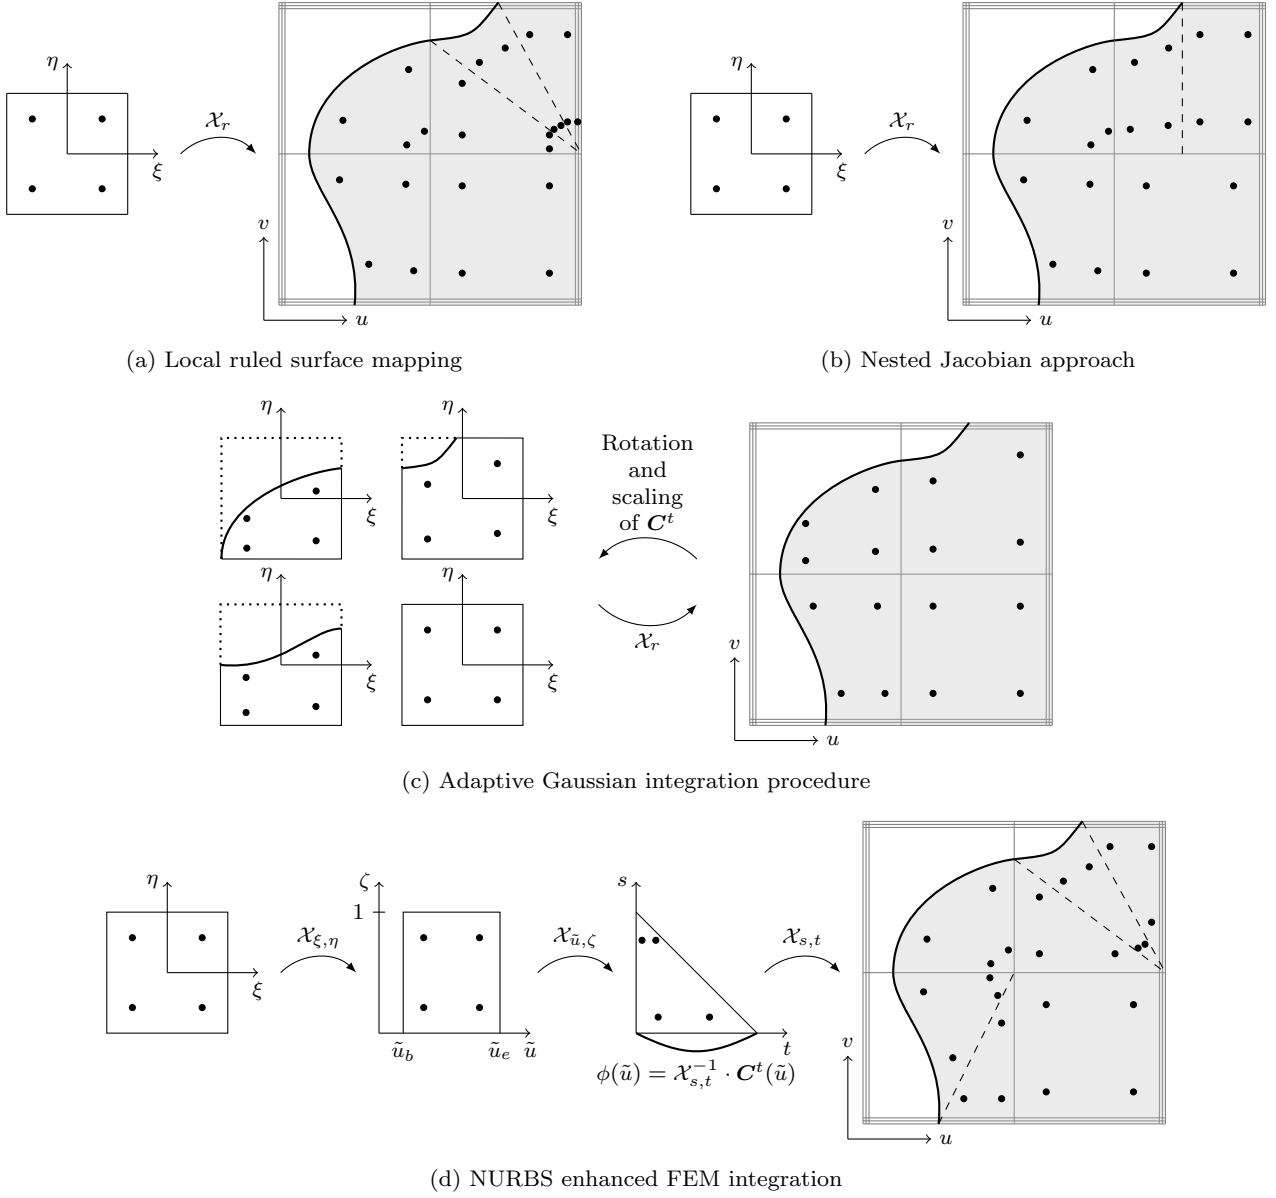 η
ξ
𝒳_r
v
u
η
ξ
𝒳_r
v
u
(a) Local ruled surface mapping
(b) Nested Jacobian approach
η
ξ
η
ξ
Rotation
and
scaling
of 𝑪^t
η
ξ
η
ξ
𝒳_r
v
u
(c) Adaptive Gaussian integration procedure
η
ξ
𝒳_{ξ,η}
ζ
1
ũ_b
ũ_e
ũ
𝒳_{ũ,ζ}
s
t
ϕ(ũ) = 𝒳_{s,t}^{-1} · 𝑪^t(ũ)
𝒳_{s,t}
v
u
(d) NURBS enhanced FEM integration